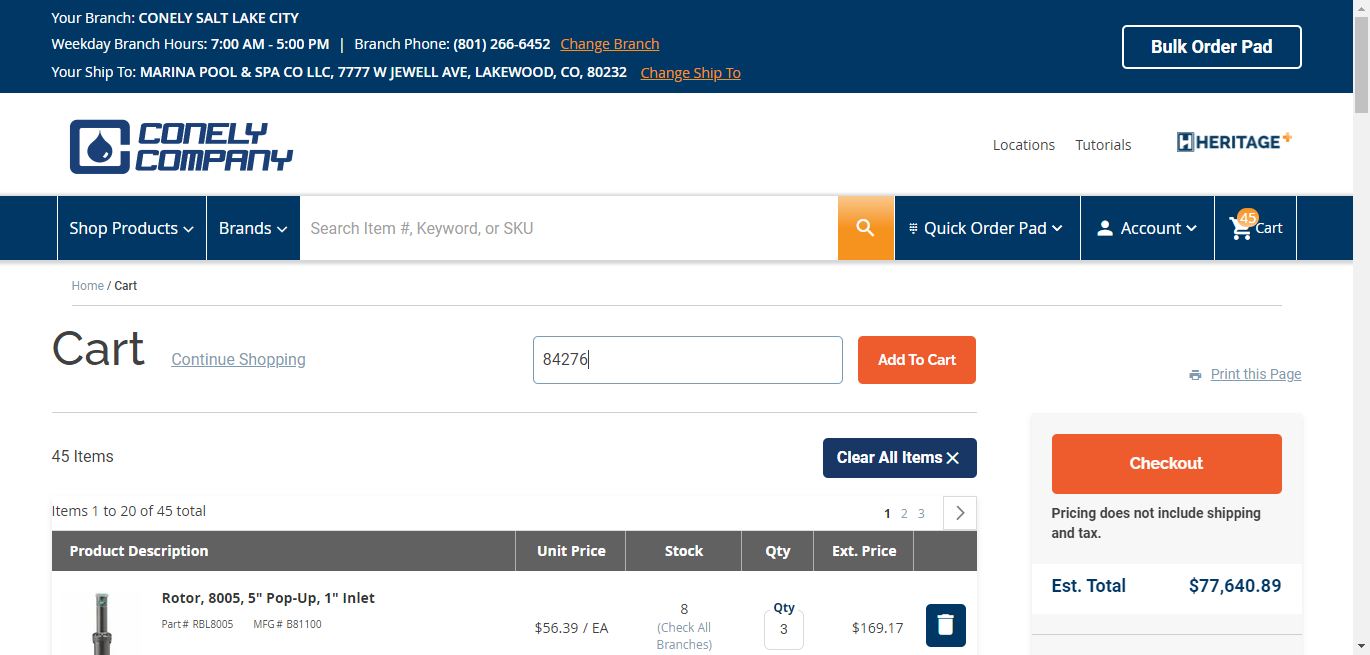 Your Branch: CONELY SALT LAKE CITY
Weekday Branch Hours: 7:00 AM - 5:00 PM | Branch Phone: (801) 266-6452 Change Branch
Your Ship To: MARINA POOL & SPA CO LLC, 7777 W JEWELL AVE, LAKEWOOD, CO, 80232 Change Ship To
Bulk Order Pad
CONELY
COMPANY
Locations Tutorials HERITAGE+
Shop Products Brands Search Item #, Keyword, or SKU Quick Order Pad Account 45 Cart
Home / Cart
Cart Continue Shopping 84276 Add To Cart
Print this Page
45 Items Clear All Items
Checkout
Pricing does not include shipping
and tax.
Est. Total $77,640.89
Items 1 to 20 of 45 total 1 2 3
Product Description Unit Price Stock Qty Ext. Price
Rotor, 8005, 5" Pop-Up, 1" Inlet
Part# RBL8005 MFG# B81100
$56.39 / EA
8
(Check All
Branches)
Qty
3
$169.17